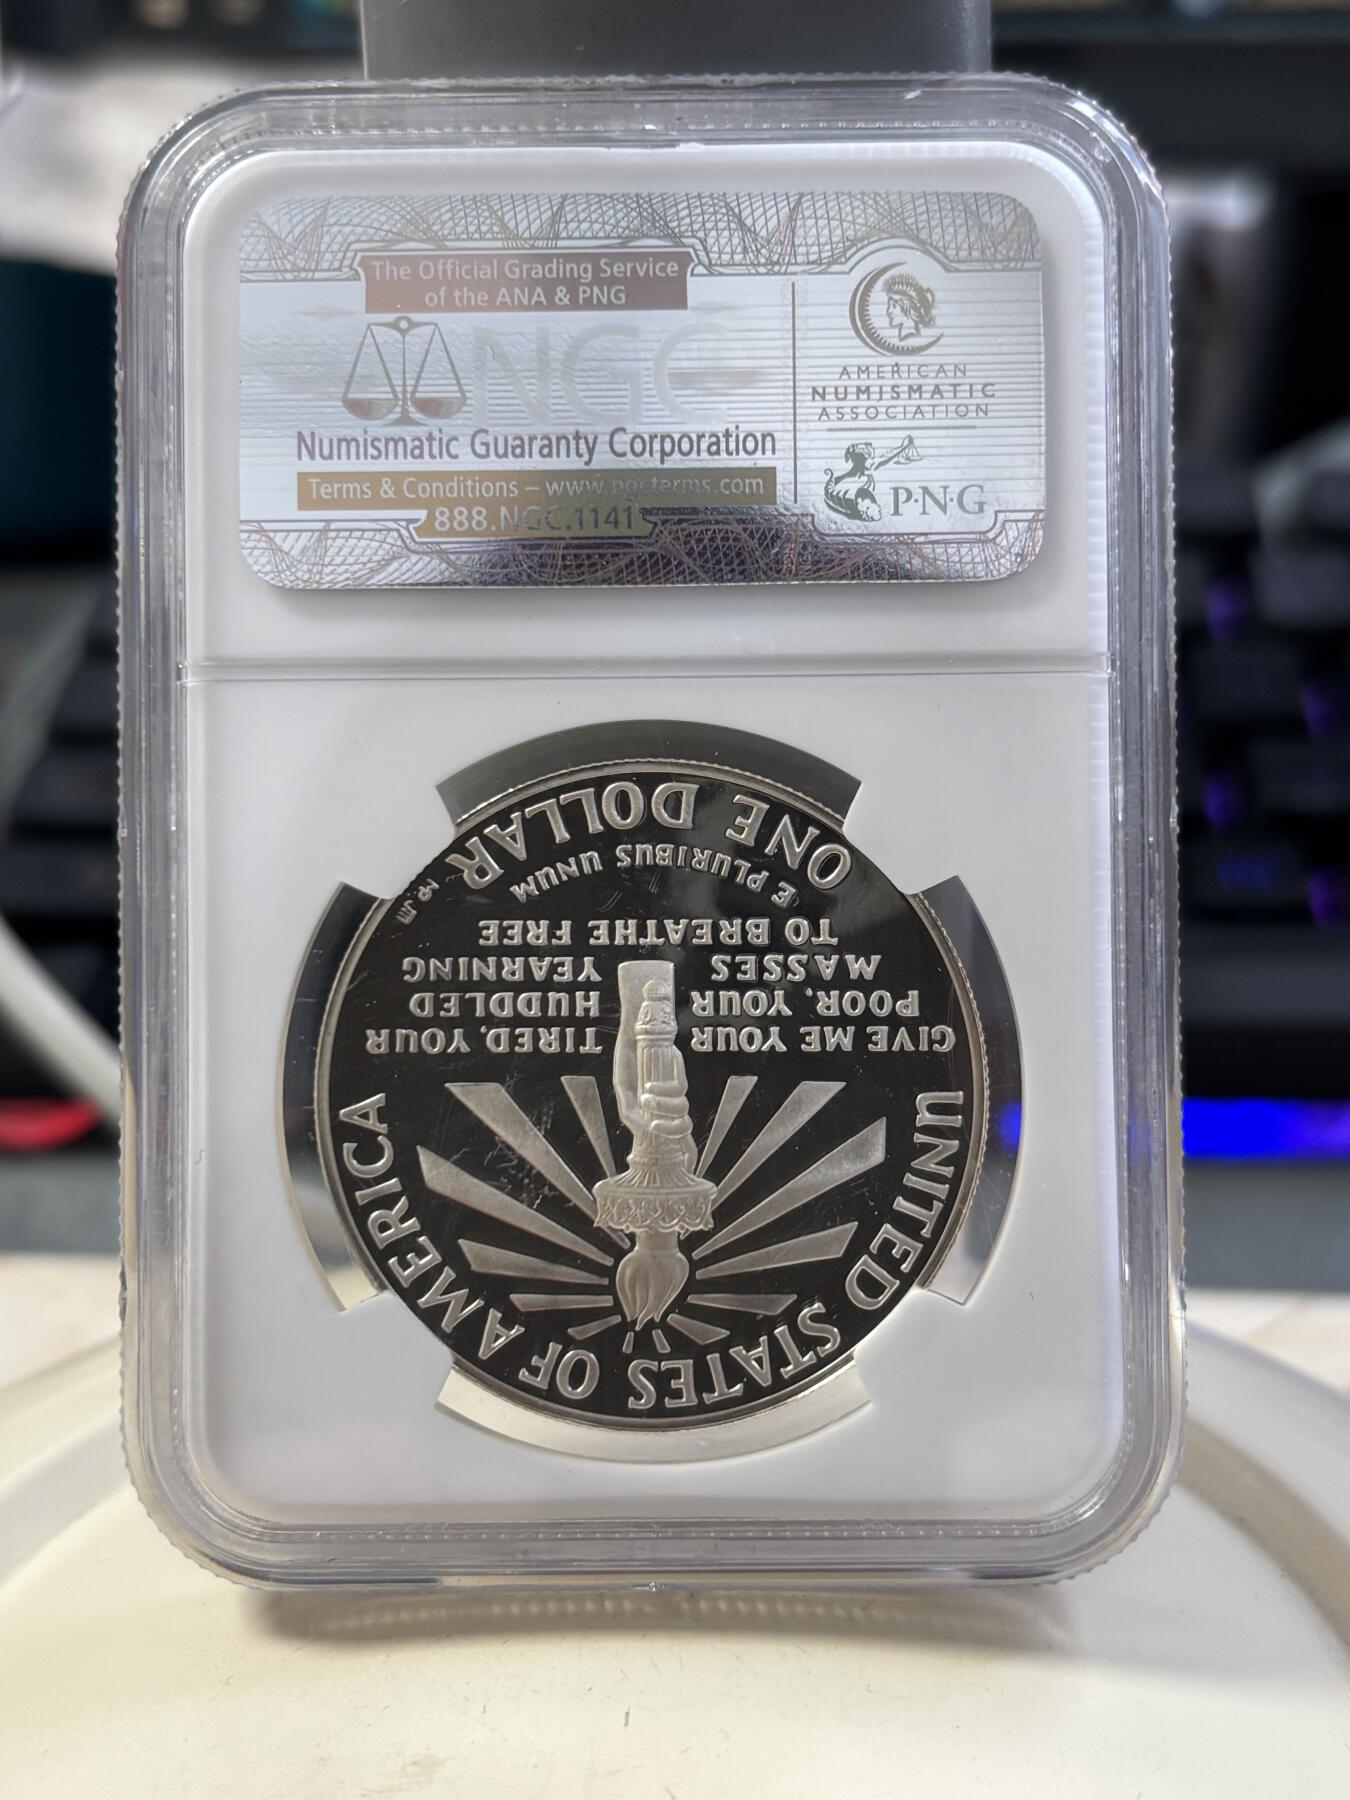 The Official Grading Service
of the ANA & PNG
NGC
Numismatic Guaranty Corporation
Terms & Conditions – www.ngcterms.com
888.NGC.1141
AMERICAN
NUMISMATIC
ASSOCIATION
P·N·G
UNITED STATES OF AMERICA
GIVE ME YOUR TIRED, YOUR
POOR, YOUR HUDDLED
MASSES YEARNING
TO BREATHE FREE
E PLURIBUS UNUM
ONE DOLLAR